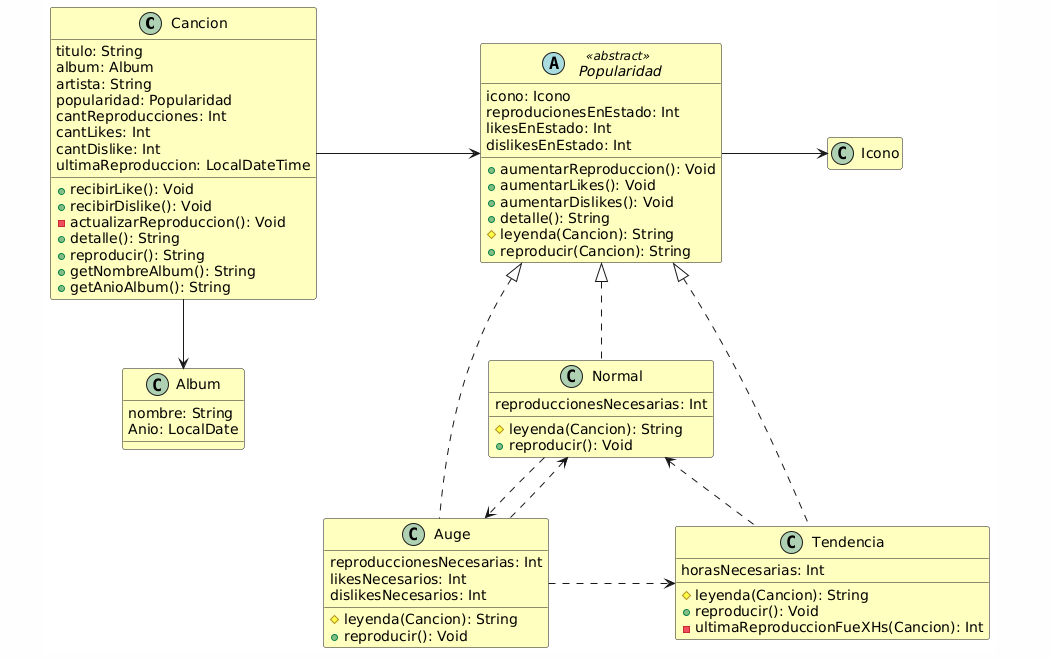 C Cancion
titulo: String
album: Album
artista: String
popularidad: Popularidad
cantReproducciones: Int
cantLikes: Int
cantDislike: Int
ultimaReproduccion: LocalDateTime
recibirLike(): Void
recibirDislike(): Void
actualizarReproduccion(): Void
detalle(): String
reproducir(): String
getNombreAlbum(): String
getAnioAlbum(): String
A «abstract»
Popularidad
icono: Icono
reproducionesEnEstado: Int
likesEnEstado: Int
dislikesEnEstado: Int
aumentarReproduccion(): Void
aumentarLikes(): Void
aumentarDislikes(): Void
detalle(): String
leyenda(Cancion): String
reproducir(Cancion): String
C Icono
C Album
nombre: String
Anio: LocalDate
C Normal
reproduccionesNecesarias: Int
leyenda(Cancion): String
reproducir(): Void
C Auge
reproduccionesNecesarias: Int
likesNecesarios: Int
dislikesNecesarios: Int
leyenda(Cancion): String
reproducir(): Void
C Tendencia
horasNecesarias: Int
leyenda(Cancion): String
reproducir(): Void
ultimaReproduccionFueXHs(Cancion): Int